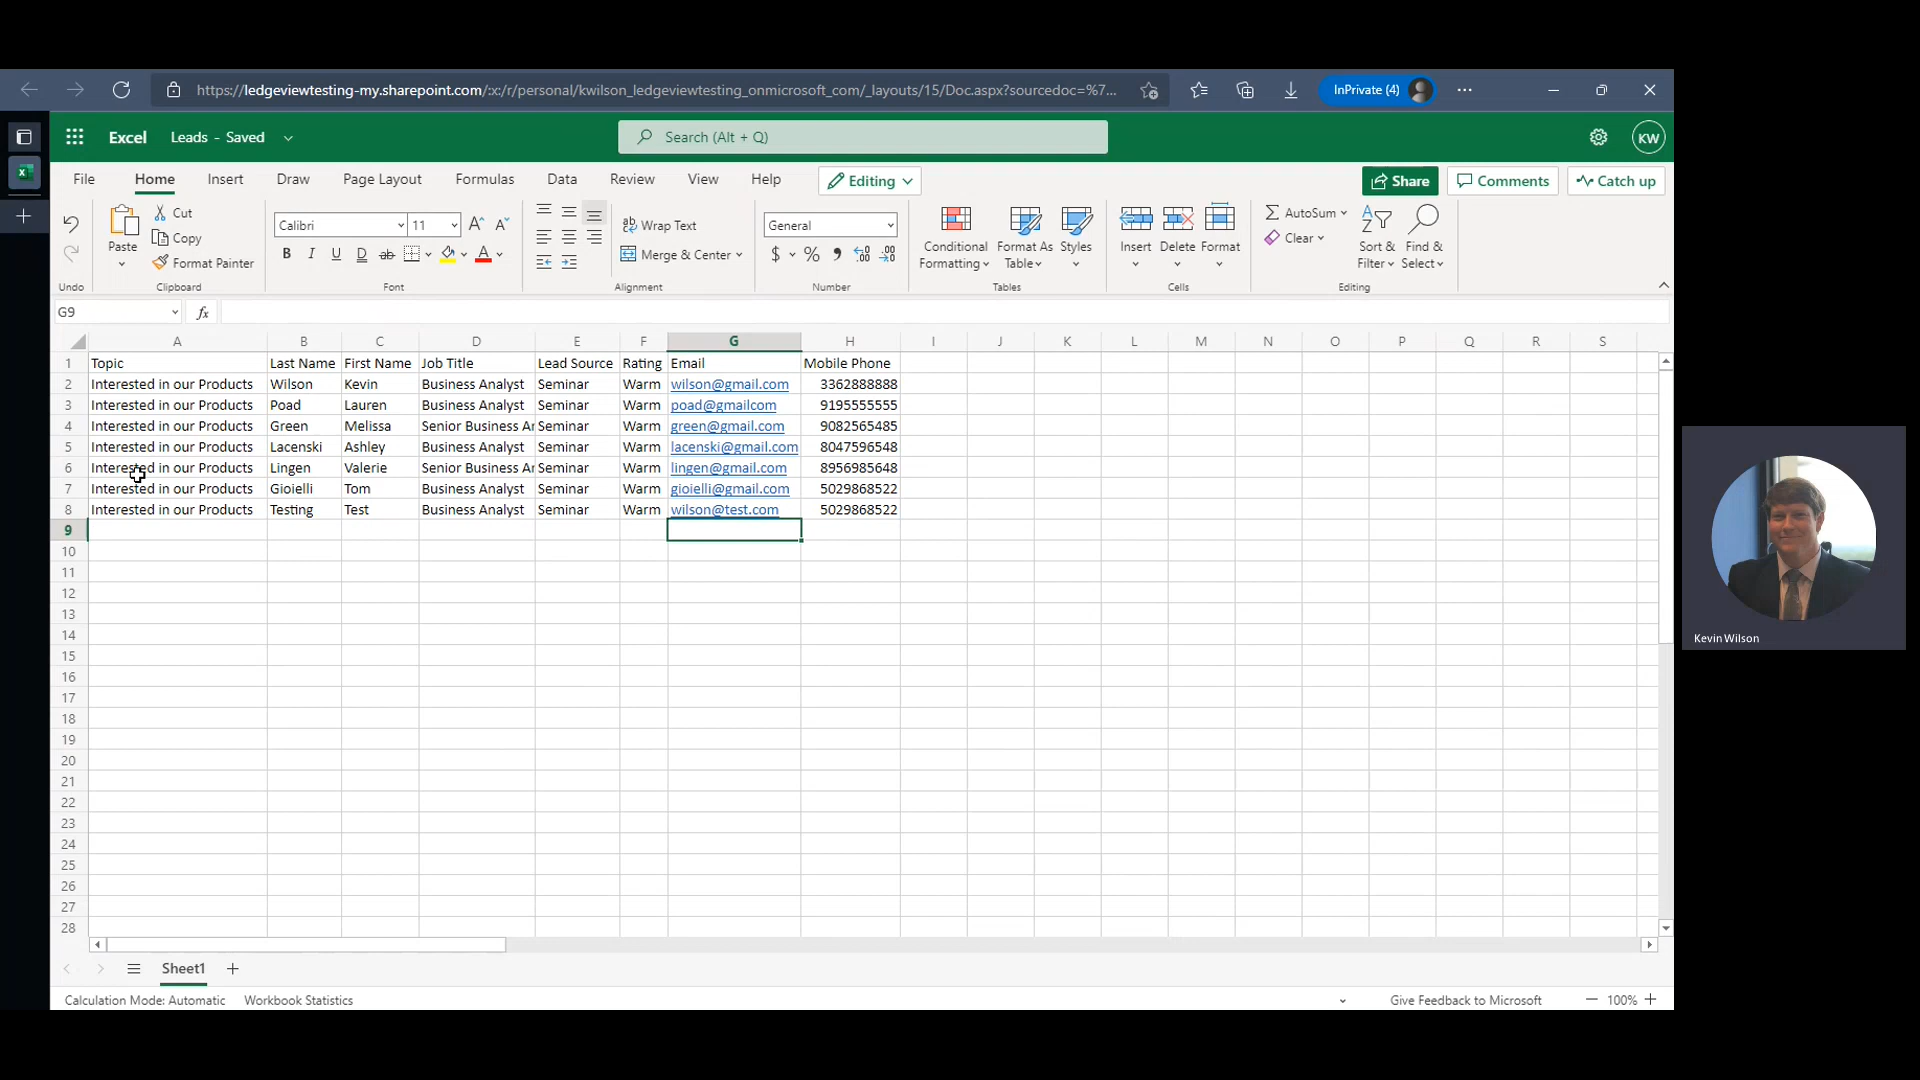 https://ledgeviewtesting-my.sharepoint.com/:x:/r/personal/kwilson_ledgeviewtesting_onmicrosoft_com/_layouts/15/Doc.aspx?sourcedoc=%7... InPrivate (4)
Excel Leads - Saved Search (Alt + Q) KW
File Home Insert Draw Page Layout Formulas Data Review View Help Editing Share Comments Catch up
Paste Cut Copy Format Painter
Undo Clipboard
Calibri 11
B I U D ab A
Font
Wrap Text
Merge & Center
Alignment
General
$ % 9 .00
Number
Conditional Formatting Format As Table Styles
Tables
Insert Delete Format
Cells
AutoSum
Clear
Sort & Filter Find & Select
Editing
G9 fx
A B C D E F G H I J K L M N O P Q R S
1 Topic Last Name First Name Job Title Lead Source Rating Email Mobile Phone
2 Interested in our Products Wilson Kevin Business Analyst Seminar Warm wilson@gmail.com 3362888888
3 Interested in our Products Poad Lauren Business Analyst Seminar Warm poad@gmailcom 9195555555
4 Interested in our Products Green Melissa Senior Business Ar Seminar Warm green@gmail.com 9082565485
5 Interested in our Products Lacenski Ashley Business Analyst Seminar Warm lacenski@gmail.com 8047596548
6 Interested in our Products Lingen Valerie Senior Business Ar Seminar Warm lingen@gmail.com 8956985648
7 Interested in our Products Gioielli Tom Business Analyst Seminar Warm gioielli@gmail.com 5029868522
8 Interested in our Products Testing Test Business Analyst Seminar Warm wilson@test.com 5029868522
9
10
11
12
13
14
15
16
17
18
19
20
21
22
23
24
25
26
27
28
Sheet1
Calculation Mode: Automatic Workbook Statistics Give Feedback to Microsoft 100%
Kevin Wilson